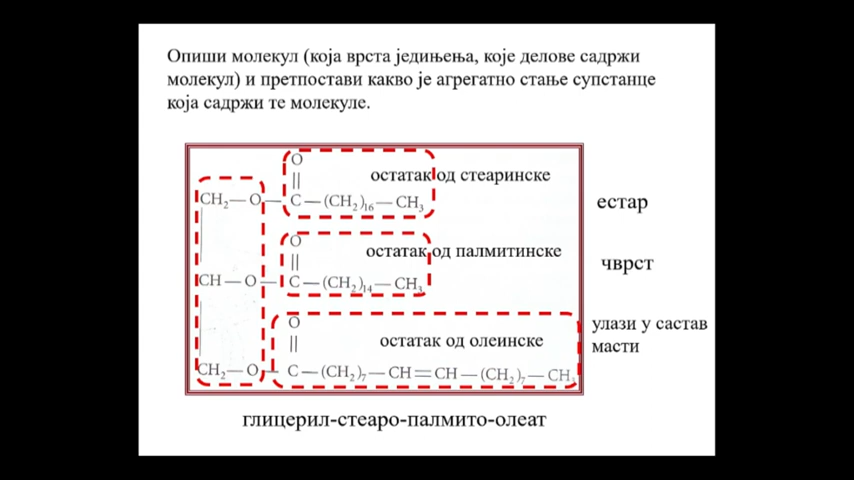 Опиши молекул (која врста једињења, које делове садржи
молекул) и претпостави какво је агрегатно стање супстанце
која садржи те молекуле.
O
||
остатак од стеаринске
CH₂—O—C—(CH₂)₁₆—CH₃
естар
O
||
остатак од палмитинске
CH—O—C—(CH₂)₁₄—CH₃
чврст
O
||
остатак од олеинске
CH₂—O—C—(CH₂)₇—CH=CH—(CH₂)₇—CH₃
улази у састав
масти
глицерил-стеаро-палмито-олеат